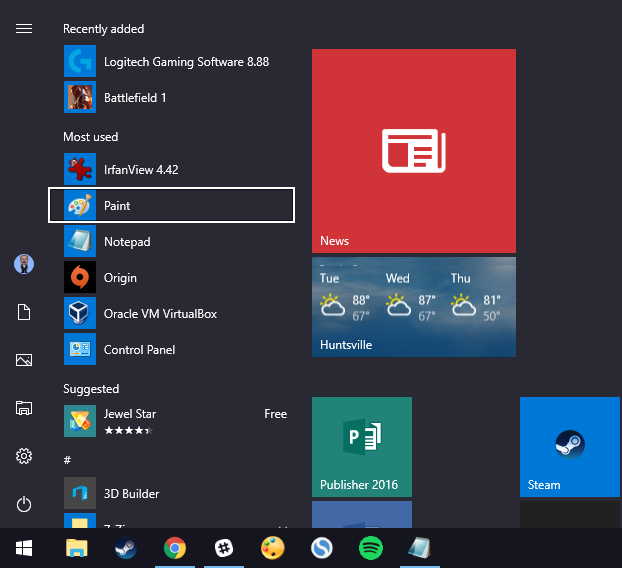 Recently added
Logitech Gaming Software 8.88
Battlefield 1
Most used
IrfanView 4.42
Paint
Notepad
Origin
Oracle VM VirtualBox
Control Panel
Suggested
Jewel Star Free
#
3D Builder
News
Tue Wed Thu
88° 87° 81°
67° 67° 50°
Huntsville
P
Publisher 2016
Steam